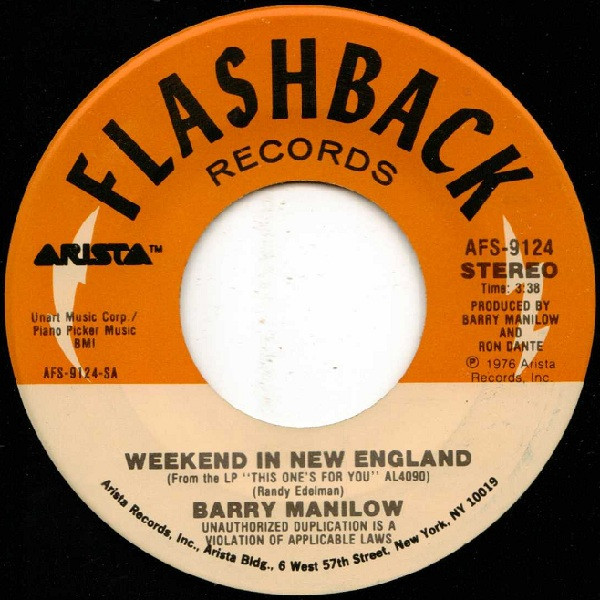 FLASHBACK
RECORDS
ARISTA™
Unart Music Corp./
Piano Picker Music
BMI
AFS-9124-SA
AFS-9124
STEREO
Time: 3:38
PRODUCED BY
BARRY MANILOW
AND
RON DANTE
℗ 1976 Arista
Records, Inc.
WEEKEND IN NEW ENGLAND
(From the LP "THIS ONE'S FOR YOU" AL4090)
(Randy Edelman)
BARRY MANILOW
UNAUTHORIZED DUPLICATION IS A
VIOLATION OF APPLICABLE LAWS
Arista Records, Inc., Arista Bldg., 6 West 57th Street, New York, NY 10019